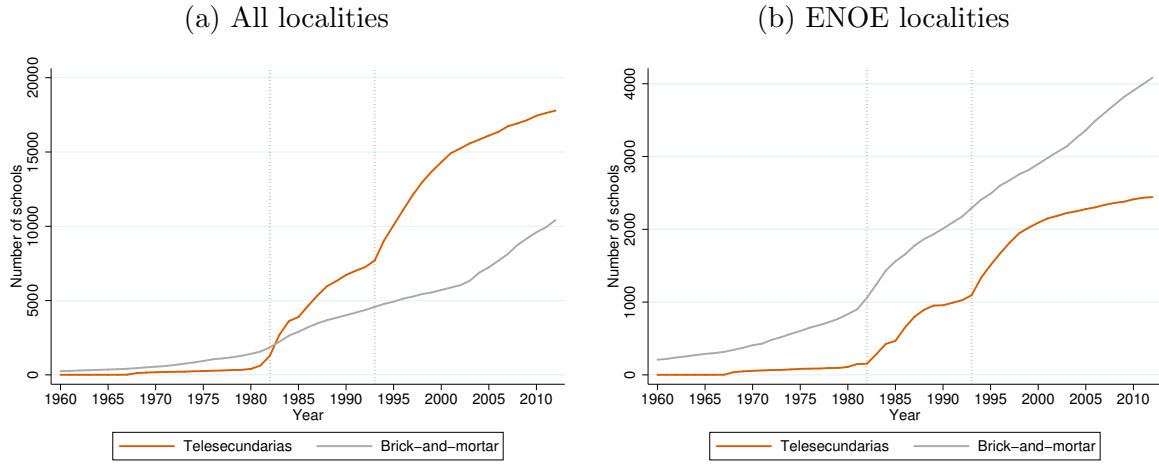 (a) All localities
Number of schools
20000
15000
10000
5000
0
1960 1965 1970 1975 1980 1985 1990 1995 2000 2005 2010
Year
Telesecundarias Brick−and−mortar
(b) ENOE localities
Number of schools
4000
3000
2000
1000
0
1960 1965 1970 1975 1980 1985 1990 1995 2000 2005 2010
Year
Telesecundarias Brick−and−mortar